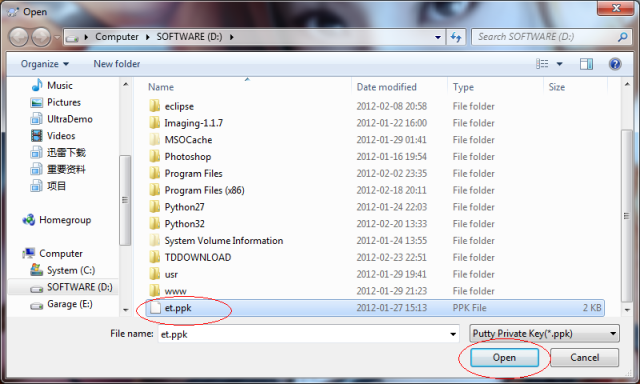 Open
Computer ▸ SOFTWARE (D:) ▸
Search SOFTWARE (D:)
Organize New folder
Name Date modified Type Size
Music
Pictures
UltraDemo
Videos
迅雷下载
重要资料
项目
Homegroup
Computer
System (C:)
SOFTWARE (D:)
Garage (E:)
eclipse 2012-02-08 20:58 File folder
Imaging-1.1.7 2012-01-22 16:00 File folder
MSOCache 2012-01-29 01:41 File folder
Photoshop 2012-01-16 19:54 File folder
Program Files 2012-02-02 23:35 File folder
Program Files (x86) 2012-02-18 20:11 File folder
Python27 2012-01-24 22:03 File folder
Python32 2012-02-20 13:33 File folder
System Volume Information 2012-01-24 13:55 File folder
TDDOWNLOAD 2012-02-23 22:51 File folder
usr 2012-01-29 19:41 File folder
www 2012-01-29 21:23 File folder
et.ppk 2012-01-27 15:13 PPK File 2 KB
File name: et.ppk Putty Private Key(*.ppk)
Open Cancel